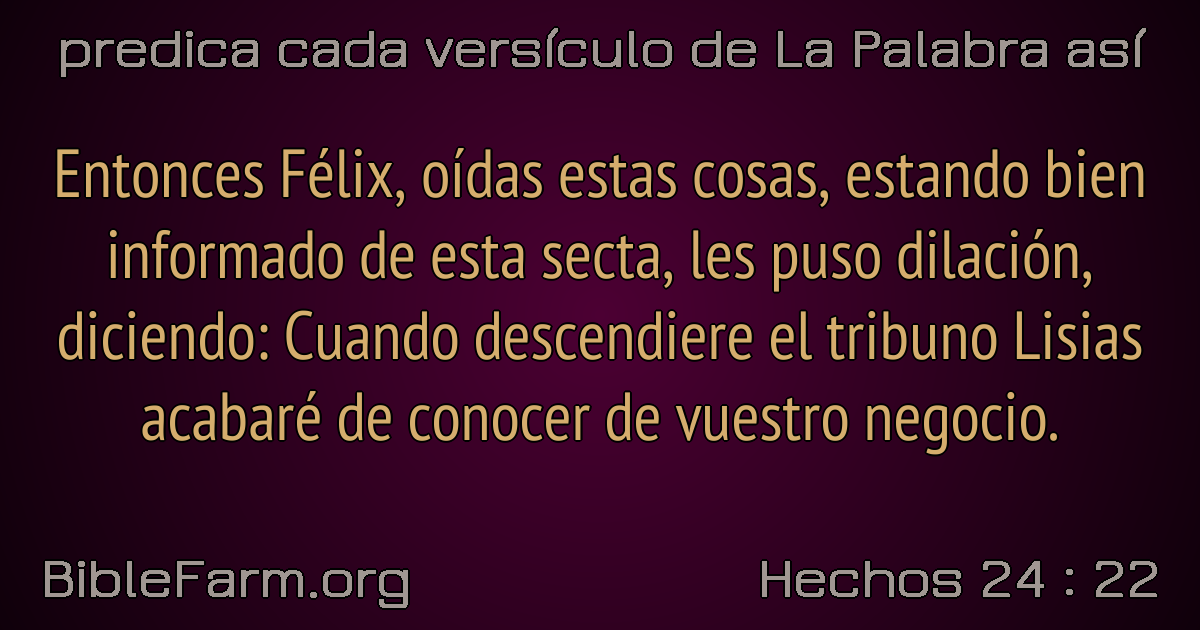 predica cada versículo de La Palabra así
Entonces Félix, oídas estas cosas, estando bien
informado de esta secta, les puso dilación,
diciendo: Cuando descendiere el tribuno Lisias
acabaré de conocer de vuestro negocio.
BibleFarm.org
Hechos 24 : 22